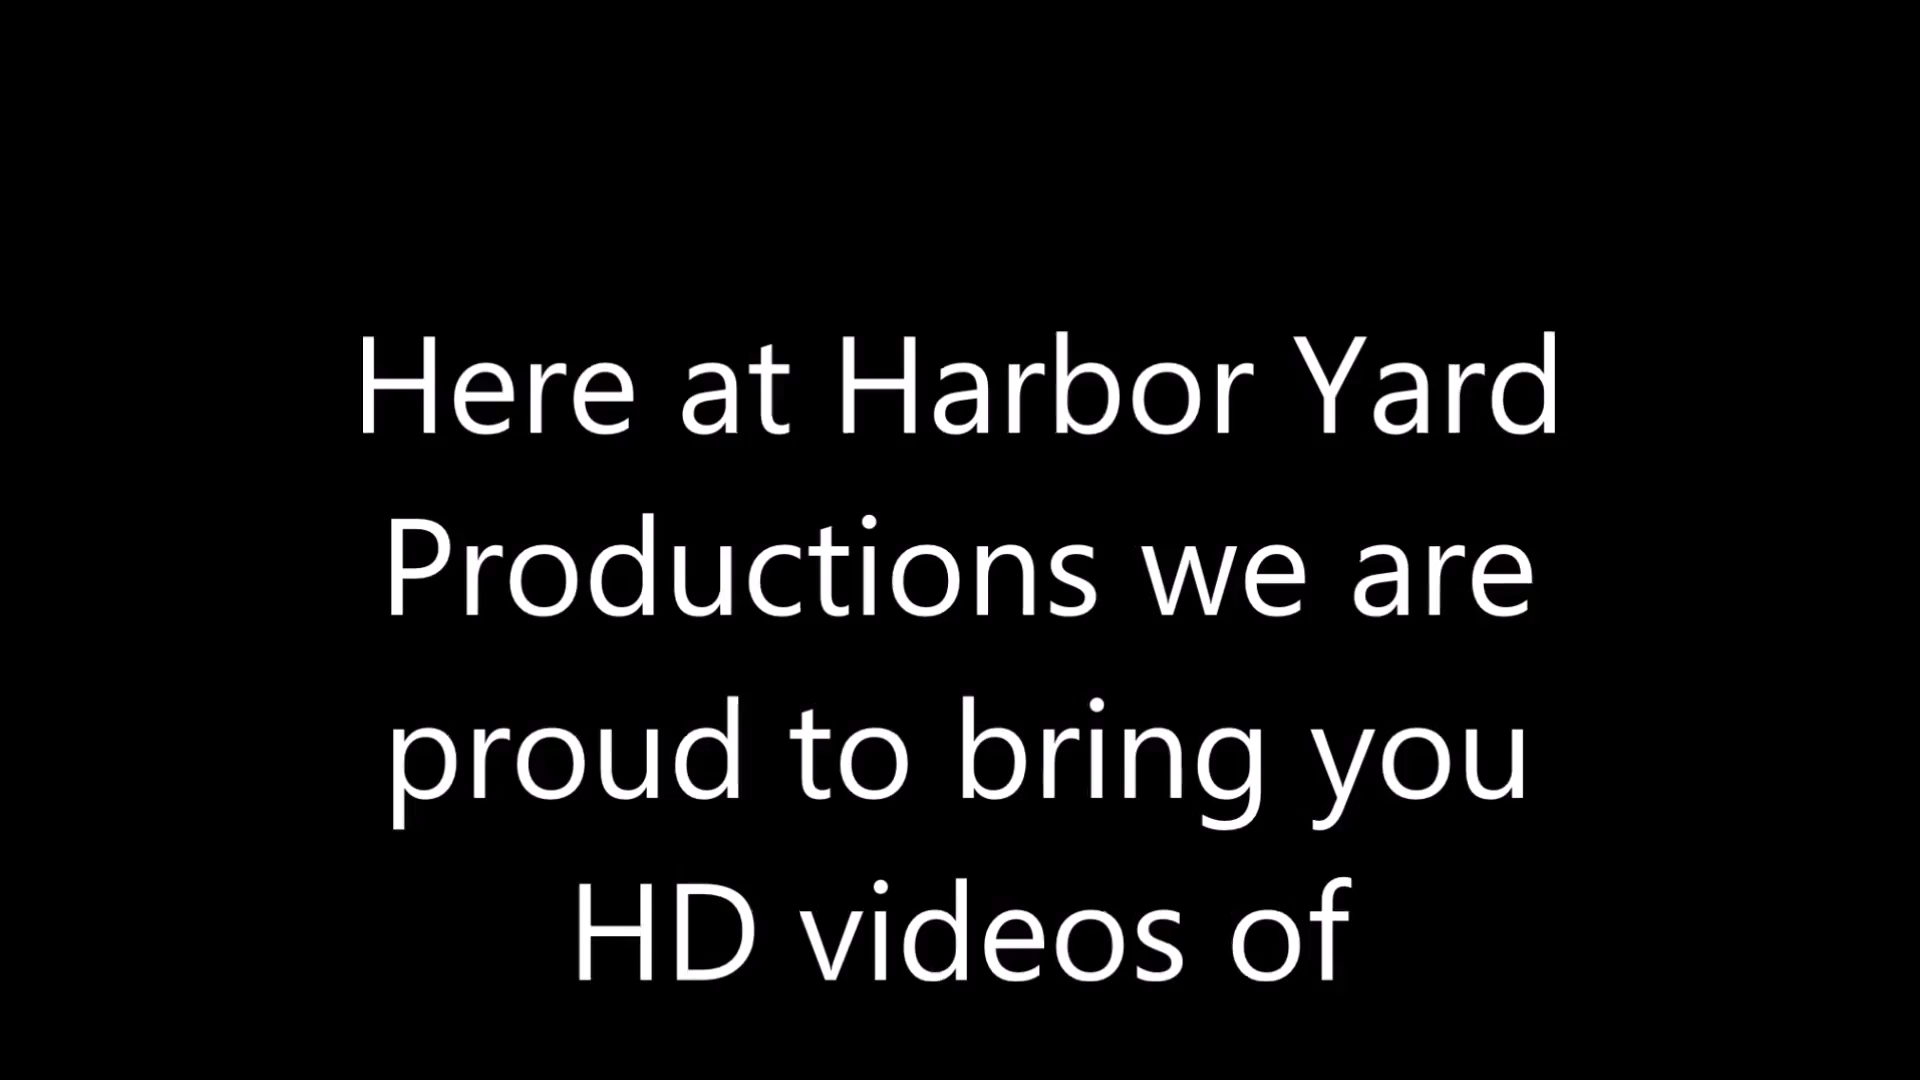 Here at Harbor Yard
Productions we are
proud to bring you
HD videos of